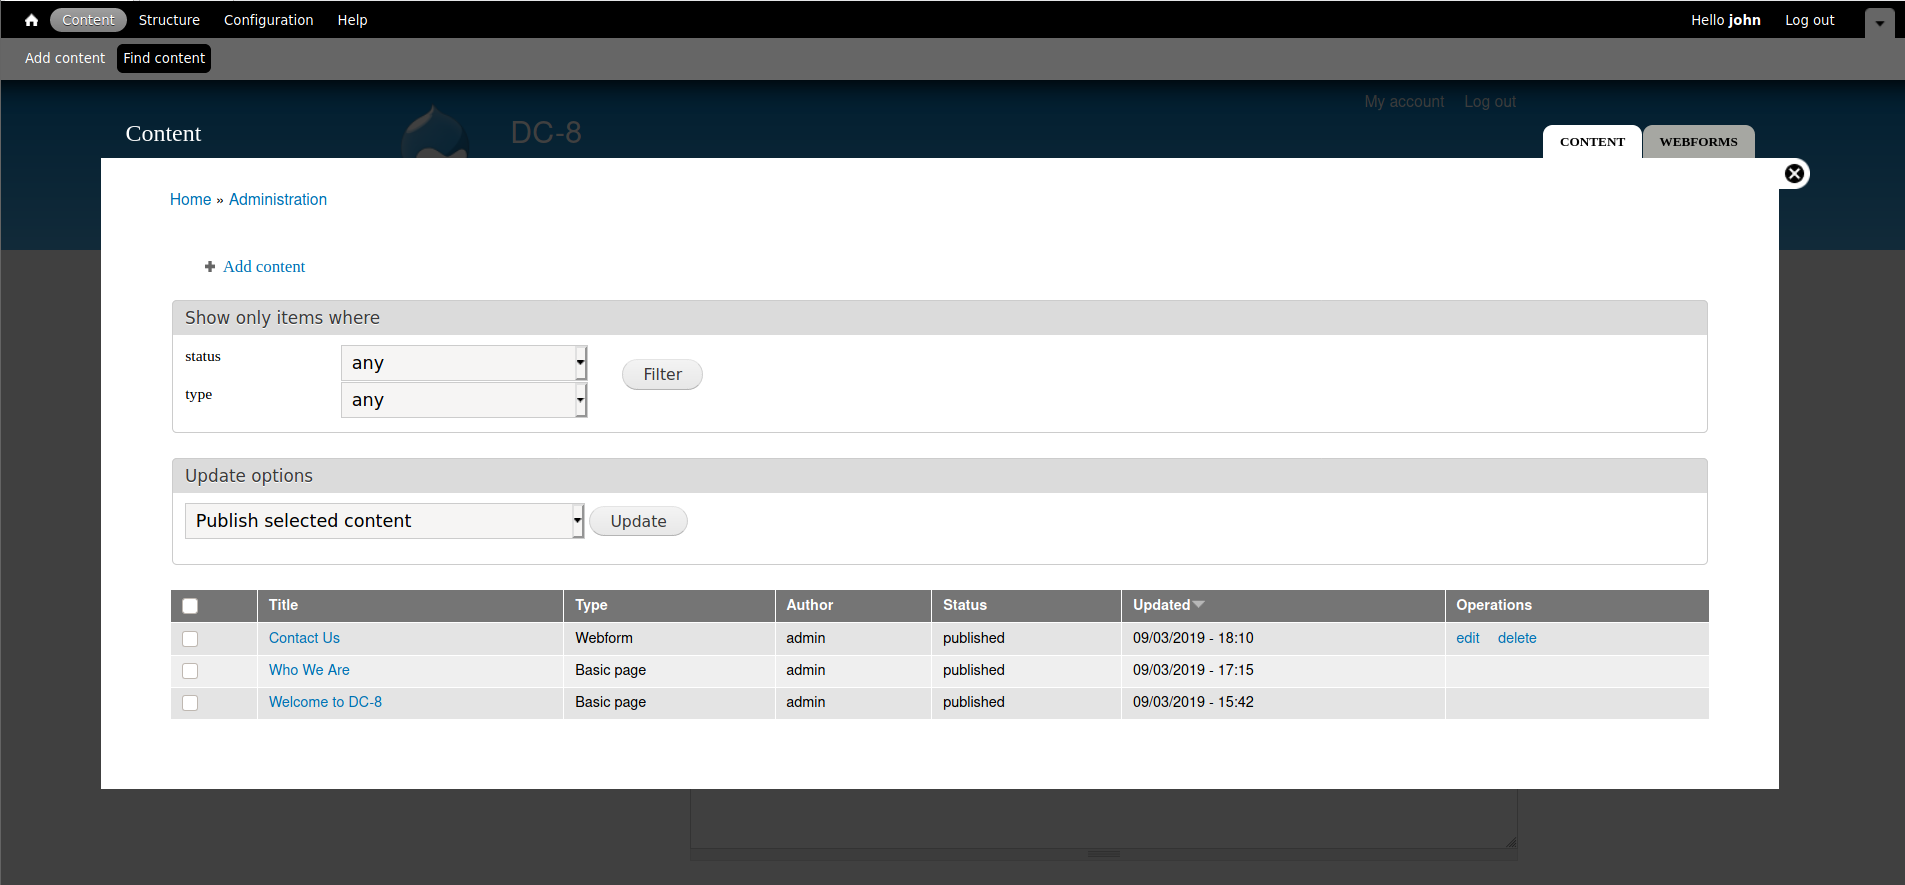 Content Structure Configuration Help Hello john Log out
Add content Find content
My account Log out
Content DC-8
CONTENT WEBFORMS
Home » Administration
Add content
Show only items where
status any
Filter
type any
Update options
Publish selected content Update
Title Type Author Status Updated Operations
Contact Us Webform admin published 09/03/2019 - 18:10 edit delete
Who We Are Basic page admin published 09/03/2019 - 17:15
Welcome to DC-8 Basic page admin published 09/03/2019 - 15:42